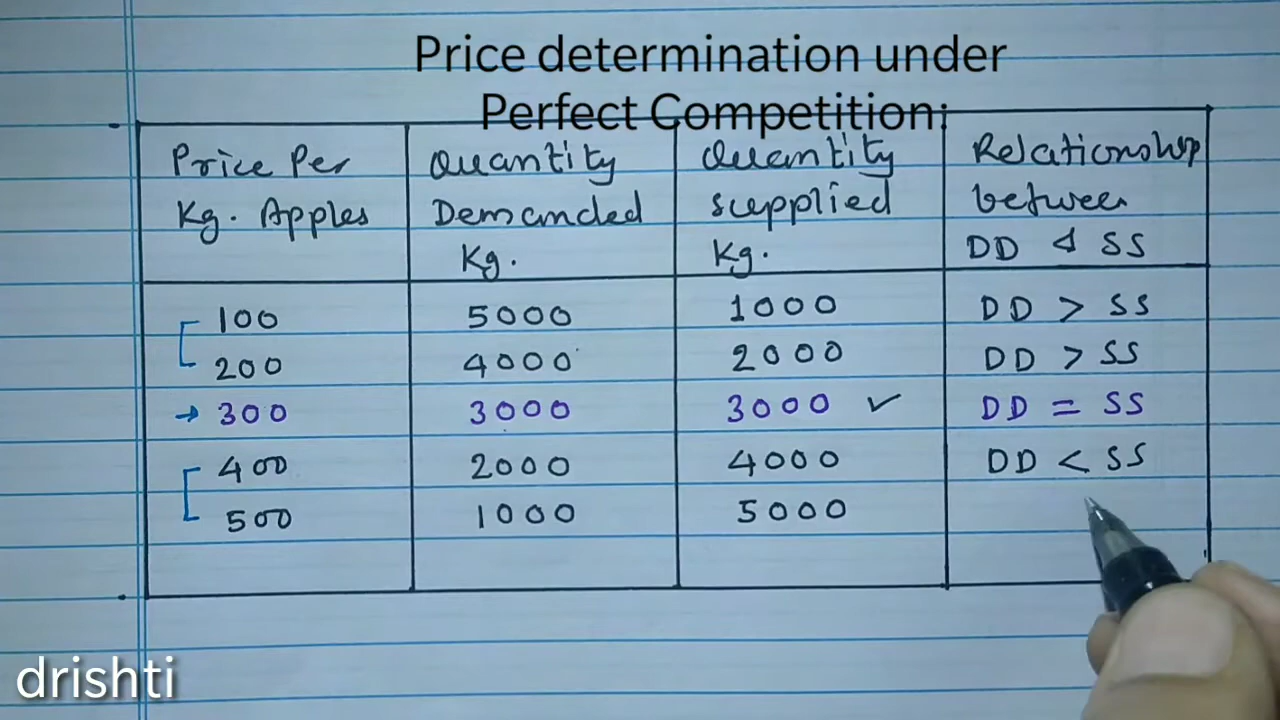 Price determination under
Perfect Competition:
Price Per
Kg. Apples
Quantity
Demanded
Kg.
Quantity
supplied
Kg.
Relationship
between
DD & SS
100 5000 1000 DD > SS
200 4000 2000 DD > SS
→ 300 3000 3000 ✓ DD = SS
400 2000 4000 DD < SS
500 1000 5000
drishti